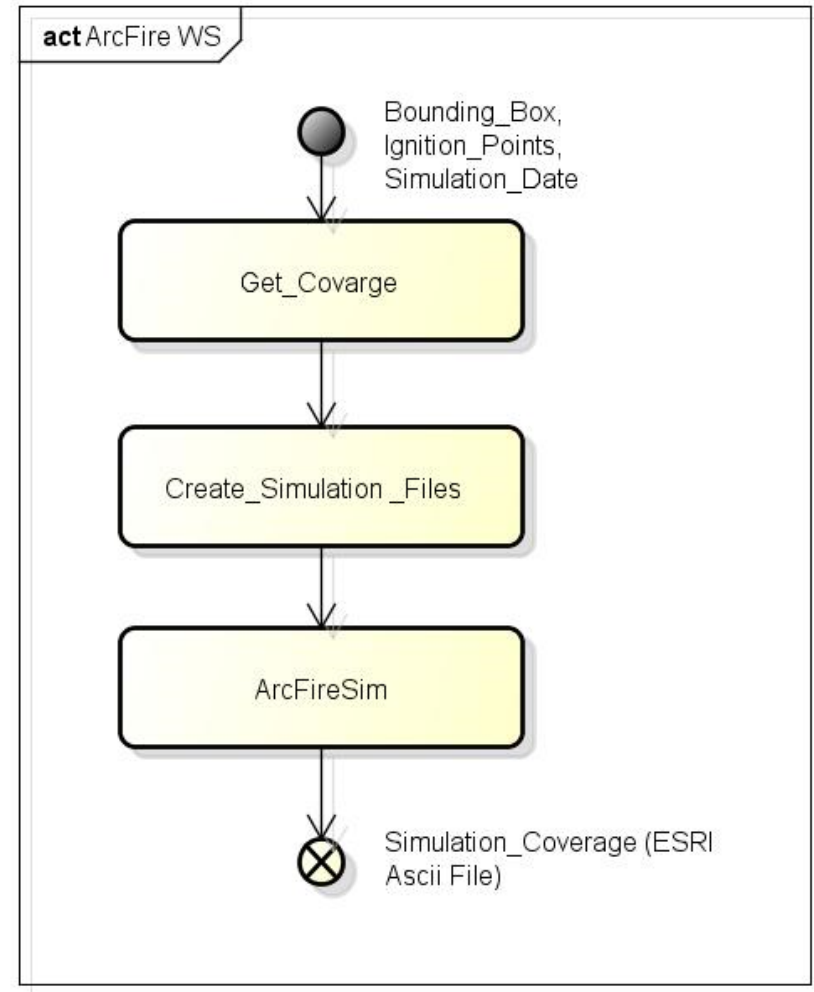 act ArcFire WS
Bounding_Box,
Ignition_Points,
Simulation_Date
Get_Covarge
Create_Simulation _Files
ArcFireSim
Simulation_Coverage (ESRI
Ascii File)